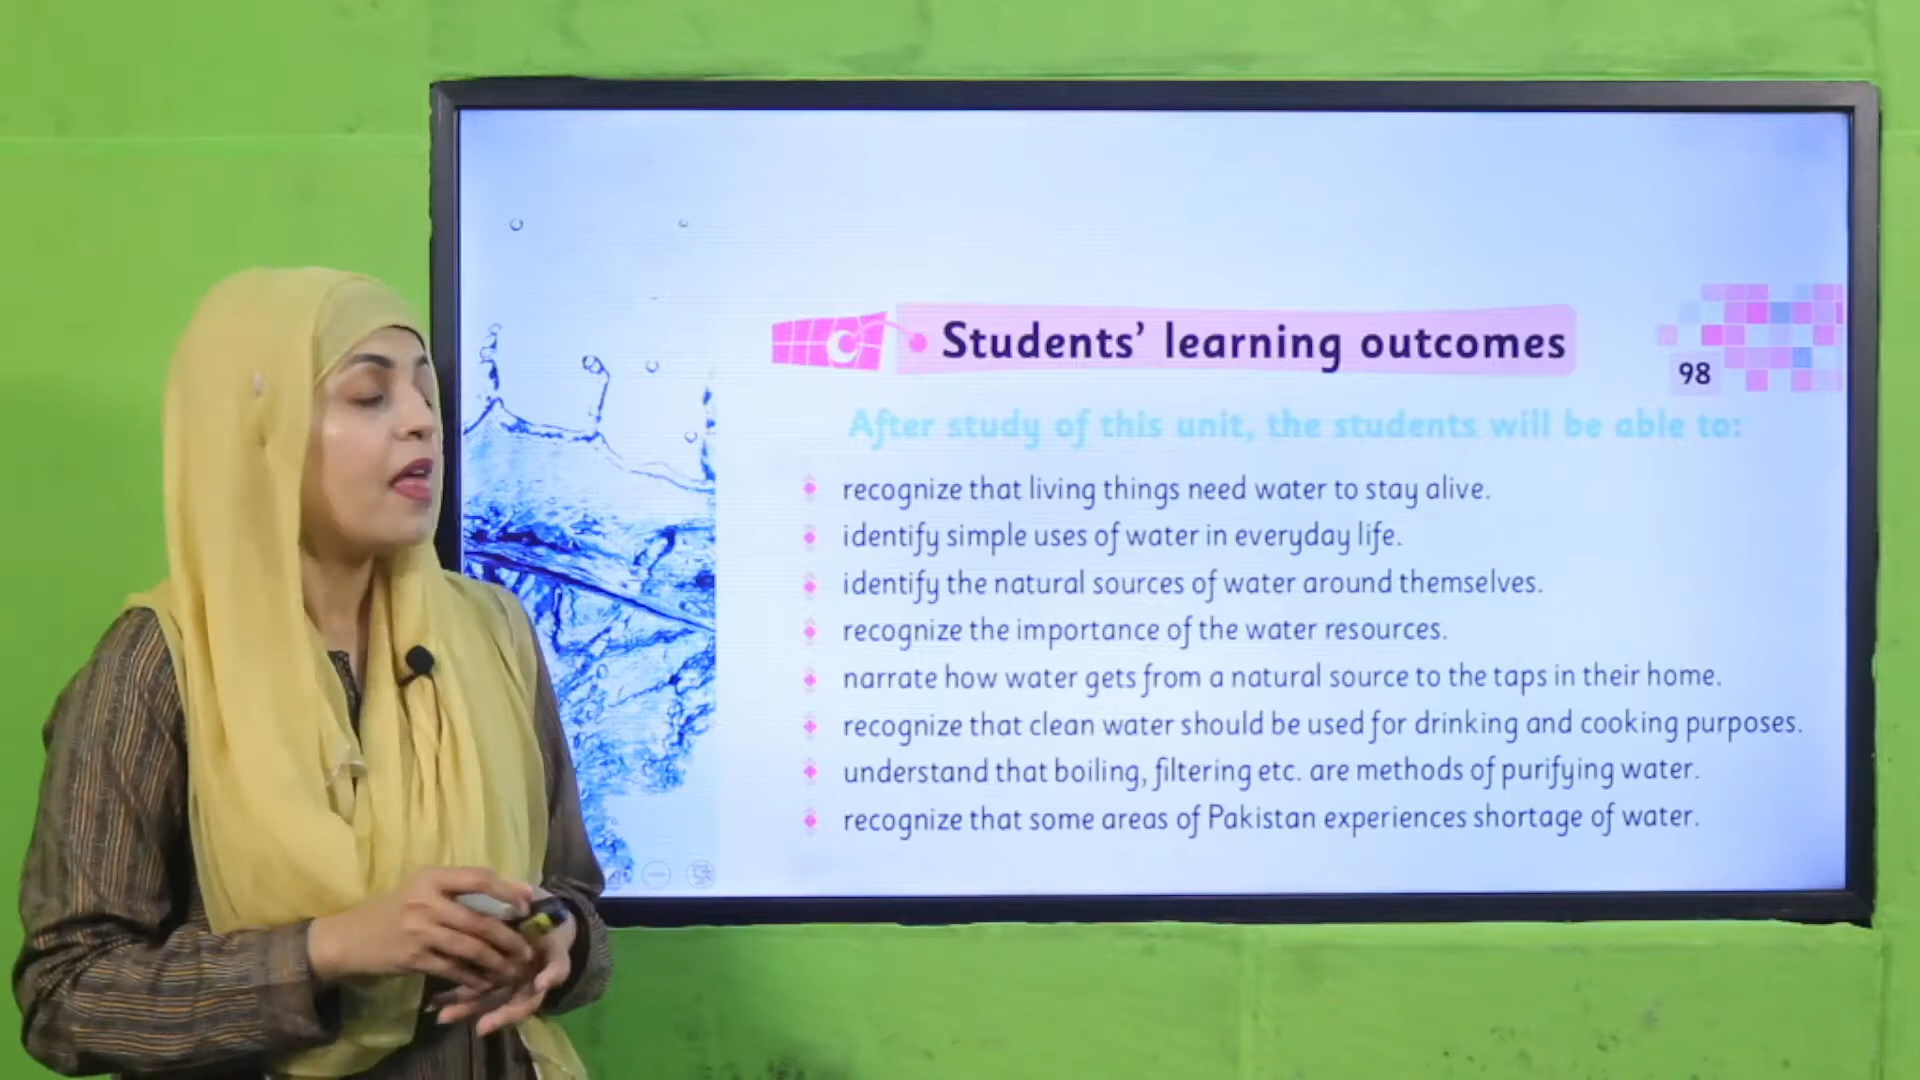 Students' learning outcomes
98
After study of this unit, the students will be able to:
recognize that living things need water to stay alive.
identify simple uses of water in everyday life.
identify the natural sources of water around themselves.
recognize the importance of the water resources.
narrate how water gets from a natural source to the taps in their home.
recognize that clean water should be used for drinking and cooking purposes.
understand that boiling, filtering etc. are methods of purifying water.
recognize that some areas of Pakistan experiences shortage of water.